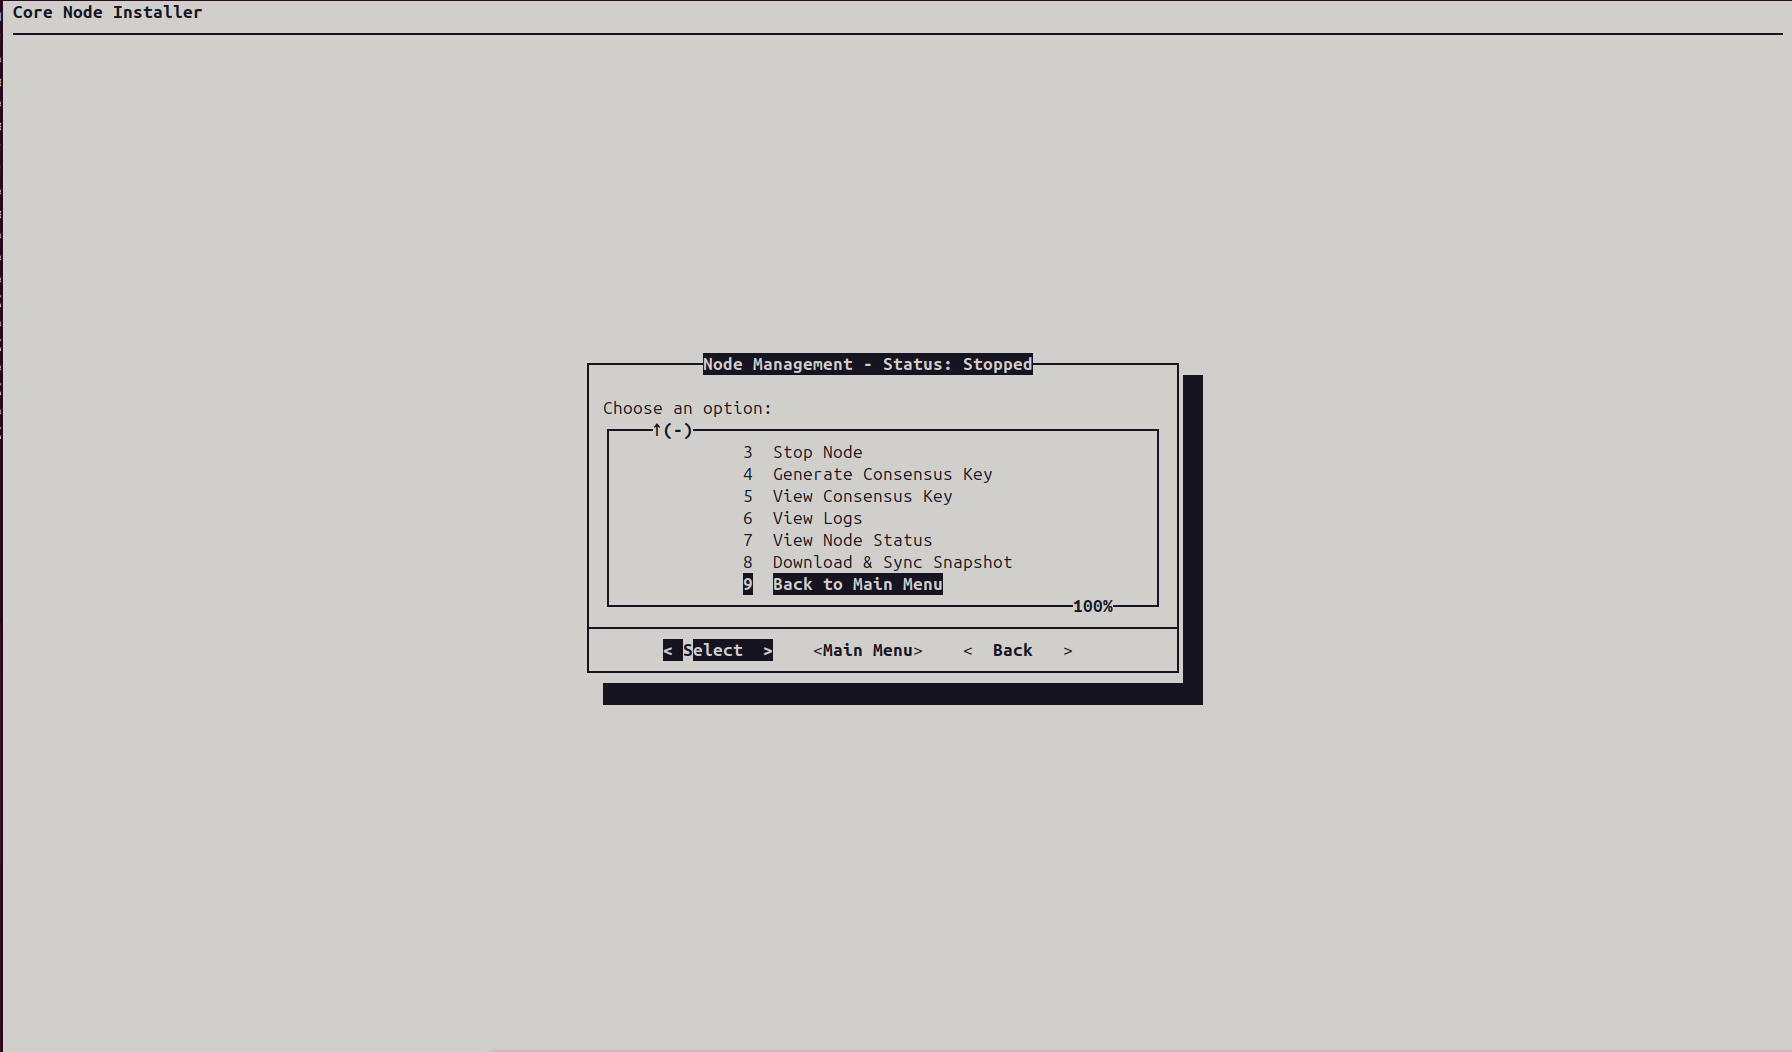 Core Node Installer
Node Management - Status: Stopped
Choose an option:
↑(-)
3 Stop Node
4 Generate Consensus Key
5 View Consensus Key
6 View Logs
7 View Node Status
8 Download & Sync Snapshot
9 Back to Main Menu
100%
< Select > <Main Menu> < Back >